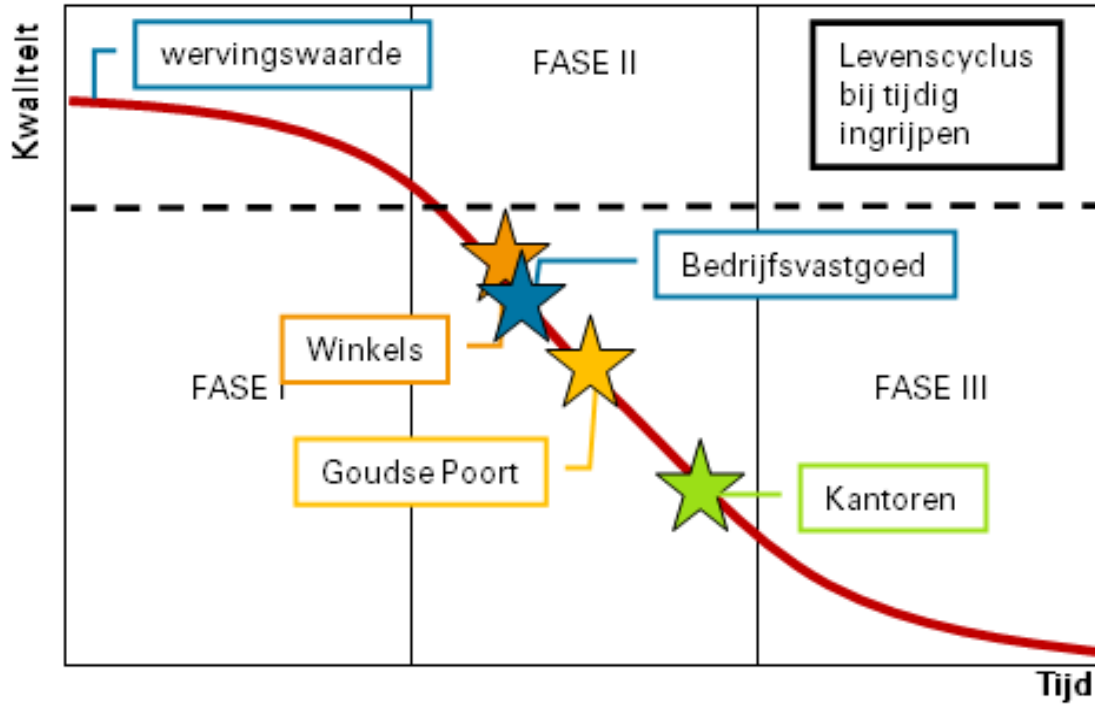 Kwaliteit
wervingswaarde
FASE II
Levenscyclus
bij tijdig
ingrijpen
Bedrijfsvastgoed
Winkels
FASE I
FASE III
Goudse Poort
Kantoren
Tijd